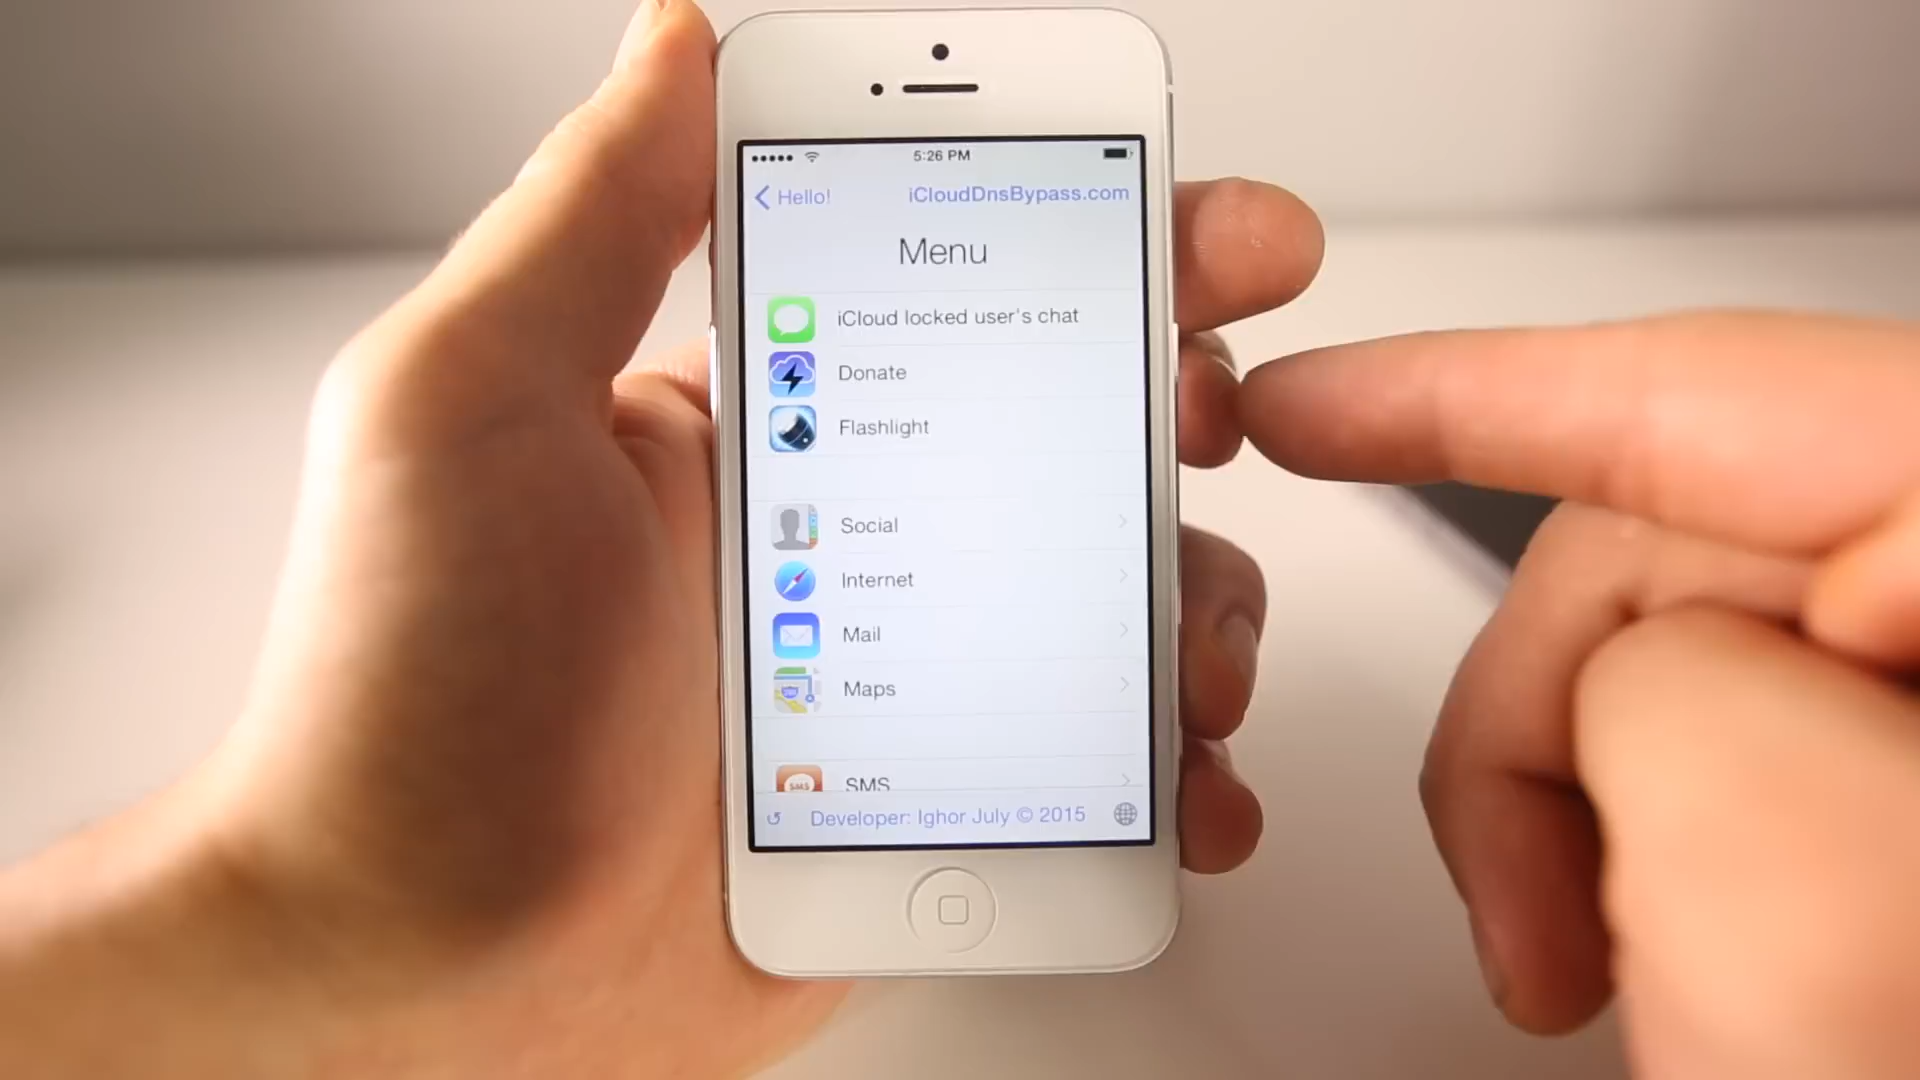 5:26 PM
Hello!
iCloudDnsBypass.com
Menu
iCloud locked user's chat
Donate
Flashlight
Social
Internet
Mail
Maps
SMS
SMS
Developer: Ighor July © 2015